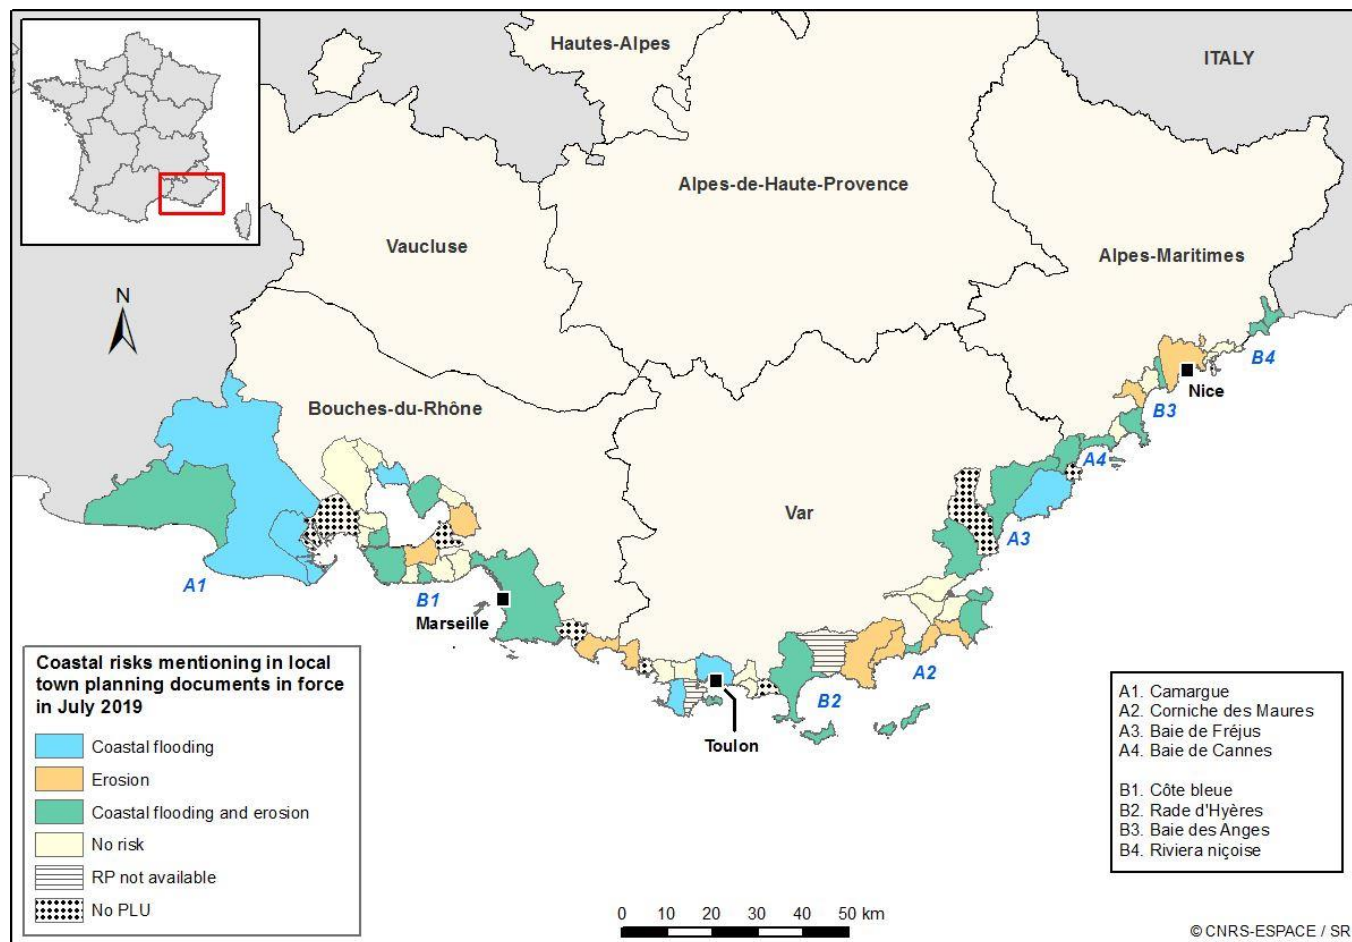 Hautes-Alpes
ITALY
Alpes-de-Haute-Provence
Vaucluse
Alpes-Maritimes
N
Bouches-du-Rhône
B4
Nice
B3
A4
Var
A3
A1
B1
Marseille
A2
B2
Toulon
Coastal risks mentioning in local
town planning documents in force
in July 2019
Coastal flooding
Erosion
Coastal flooding and erosion
No risk
RP not available
No PLU
A1. Camargue
A2. Corniche des Maures
A3. Baie de Fréjus
A4. Baie de Cannes
B1. Côte bleue
B2. Rade d'Hyères
B3. Baie des Anges
B4. Riviera niçoise
0 10 20 30 40 50 km
© CNRS-ESPACE / SR